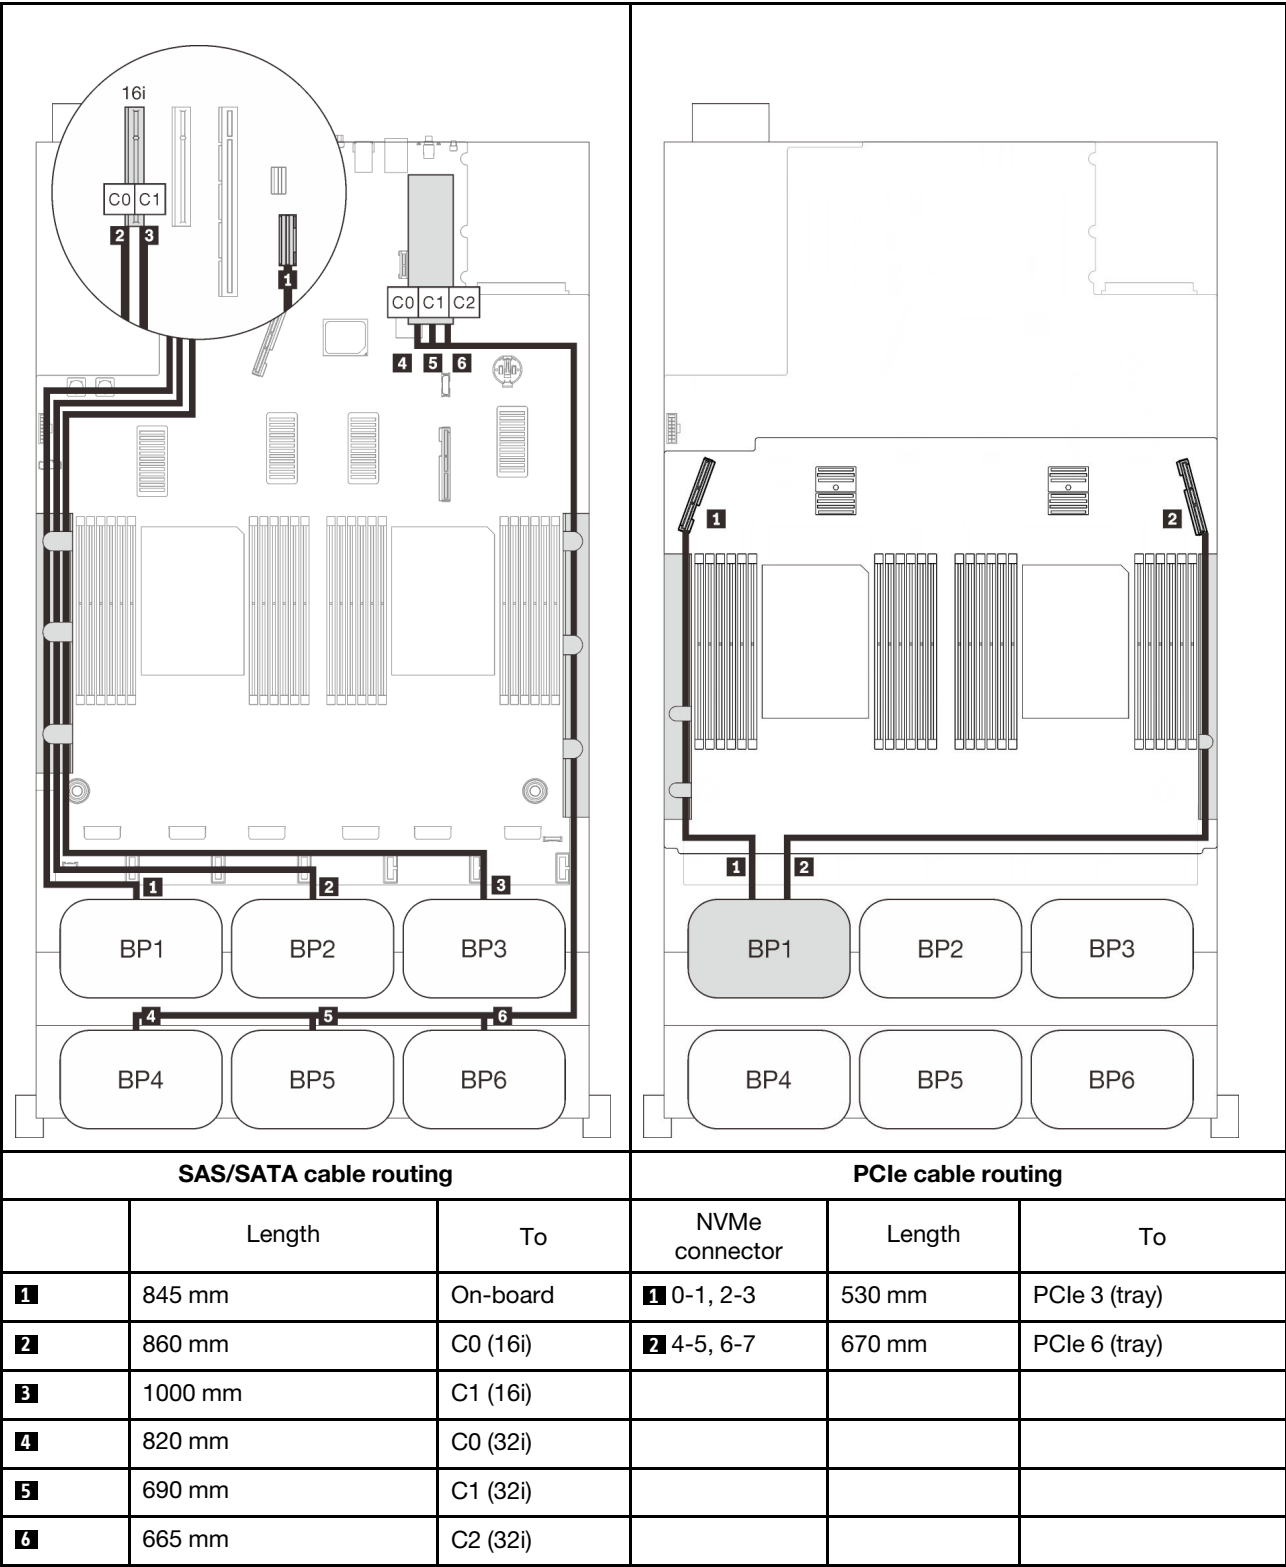 16i
C0 C1
2 3
1
C0 C1 C2
4 5 6
1 2 3
BP1 BP2 BP3
4 5 6
BP4 BP5 BP6
1 2
1 2
BP1 BP2 BP3
BP4 BP5 BP6
SAS/SATA cable routing
PCIe cable routing
Length To NVMe connector Length To
1 845 mm On-board 1 0-1, 2-3 530 mm PCIe 3 (tray)
2 860 mm C0 (16i) 2 4-5, 6-7 670 mm PCIe 6 (tray)
3 1000 mm C1 (16i)
4 820 mm C0 (32i)
5 690 mm C1 (32i)
6 665 mm C2 (32i)